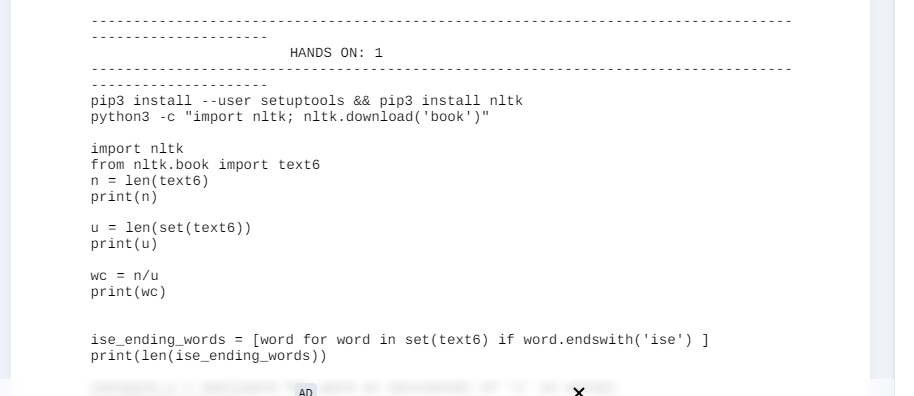 -----------------------------------------------------------------------------------
---------------------
HANDS ON: 1
-----------------------------------------------------------------------------------
---------------------
pip3 install --user setuptools && pip3 install nltk
python3 -c "import nltk; nltk.download('book')"
import nltk
from nltk.book import text6
n = len(text6)
print(n)
u = len(set(text6))
print(u)
wc = n/u
print(wc)
ise_ending_words = [word for word in set(text6) if word.endswith('ise') ]
print(len(ise_ending_words))
AD